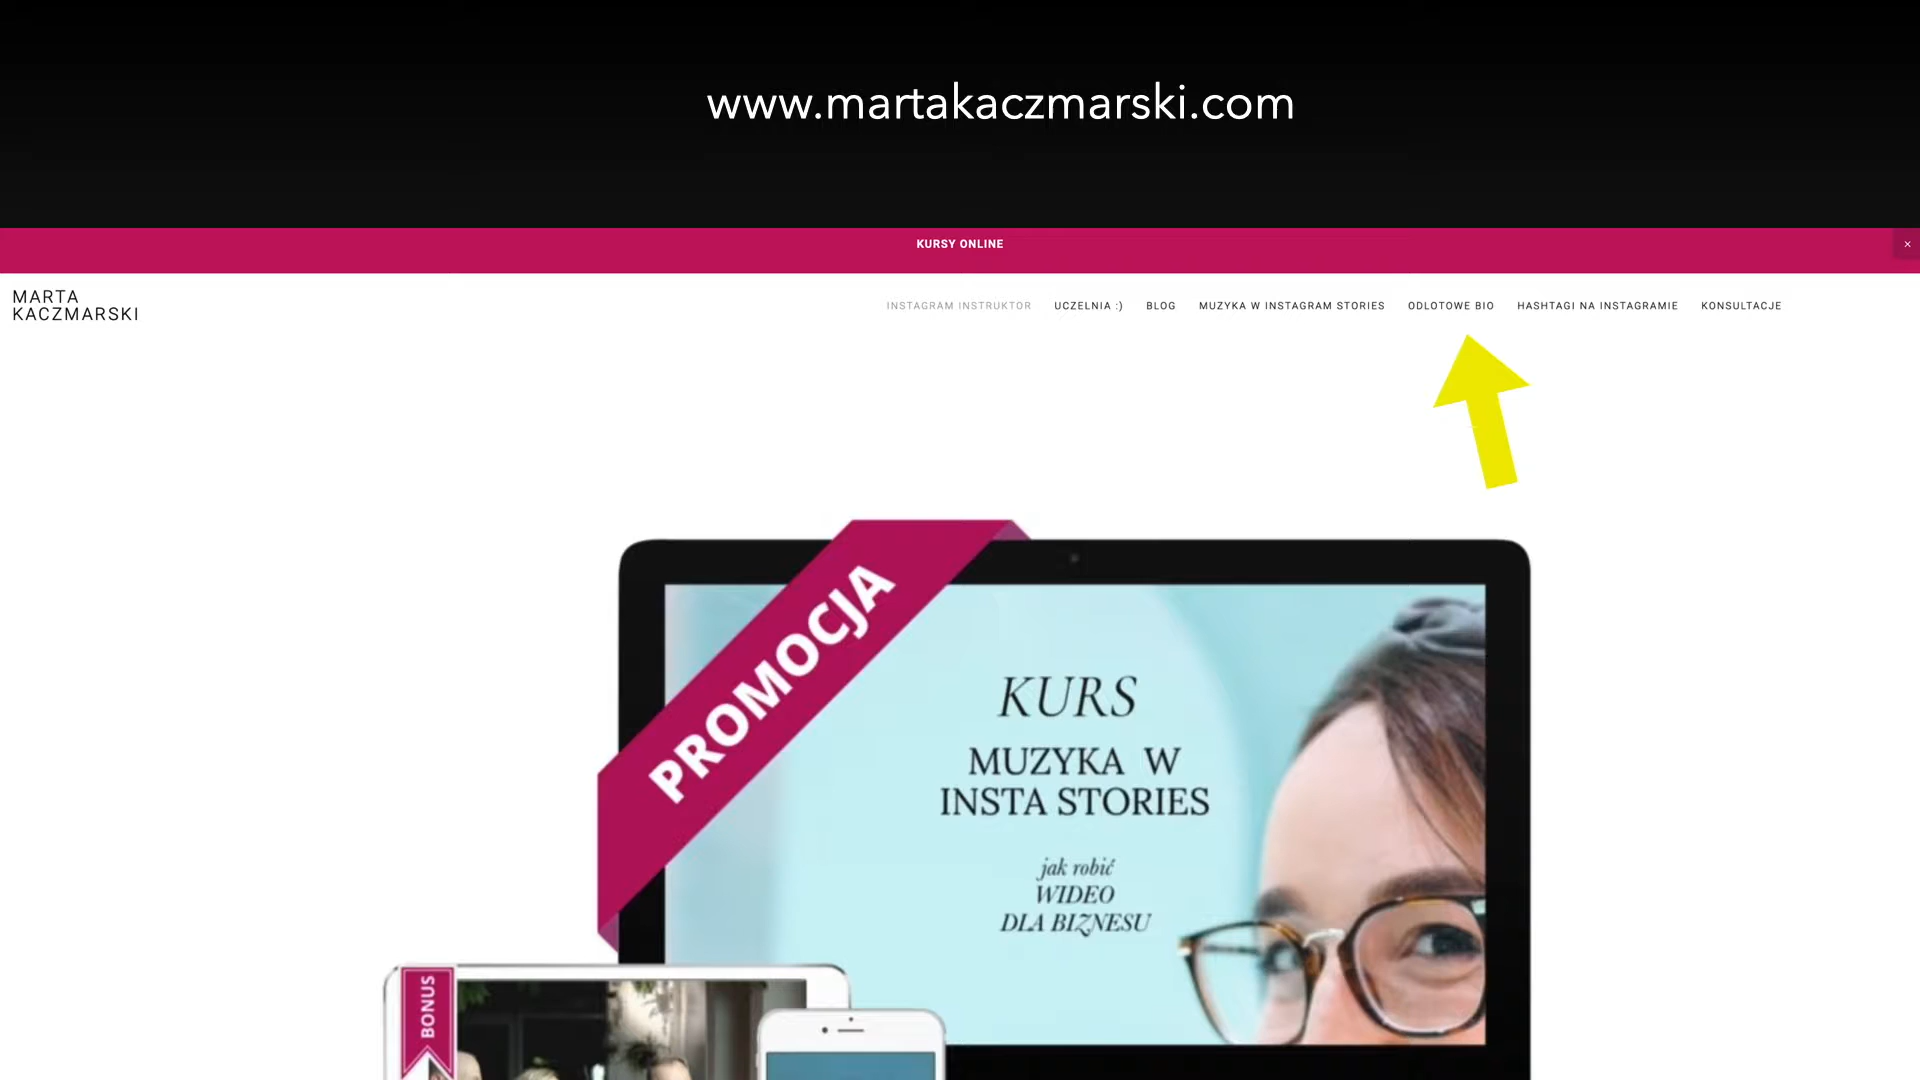 www.martakaczmarski.com
KURSY ONLINE
×
MARTA
KACZMARSKI
INSTAGRAM INSTRUKTOR UCZELNIA :) BLOG MUZYKA W INSTAGRAM STORIES ODLOTOWE BIO HASHTAGI NA INSTAGRAMIE KONSULTACJE
PROMOCJA
KURS
MUZYKA W
INSTA STORIES
jak robić
WIDEO
DLA BIZNESU
BONUS